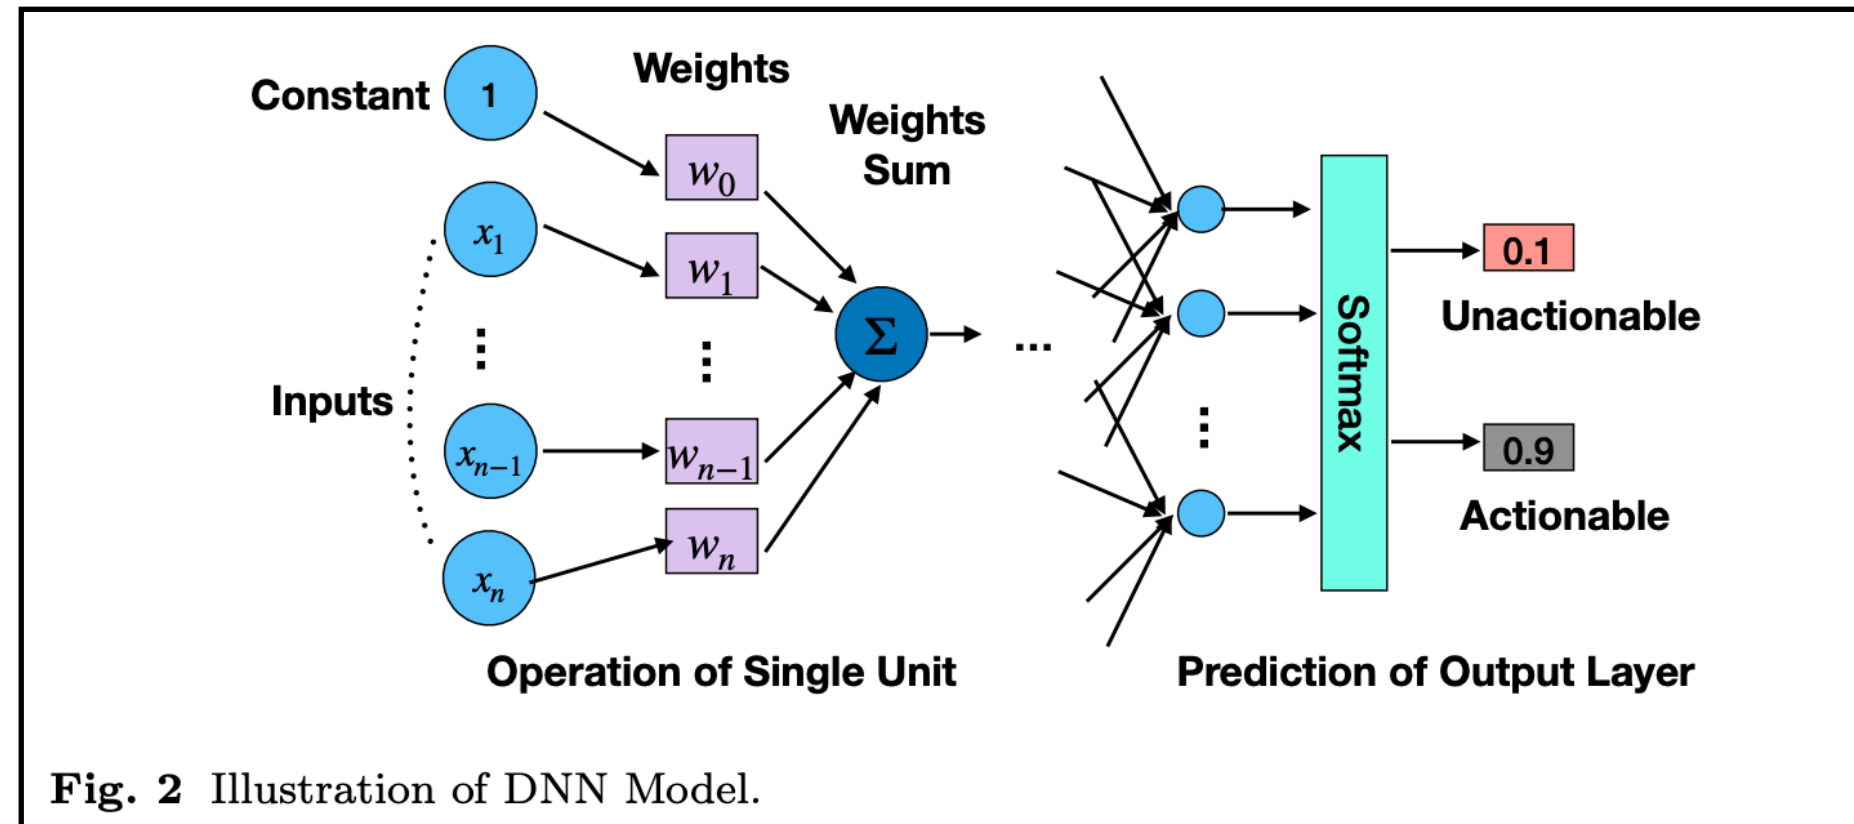 Constant
1
Weights
Weights
Sum
w0
x1
w1
Σ
...
Inputs
xn−1
wn−1
xn
wn
Operation of Single Unit
Softmax
0.1
Unactionable
0.9
Actionable
Prediction of Output Layer
Fig. 2 Illustration of DNN Model.